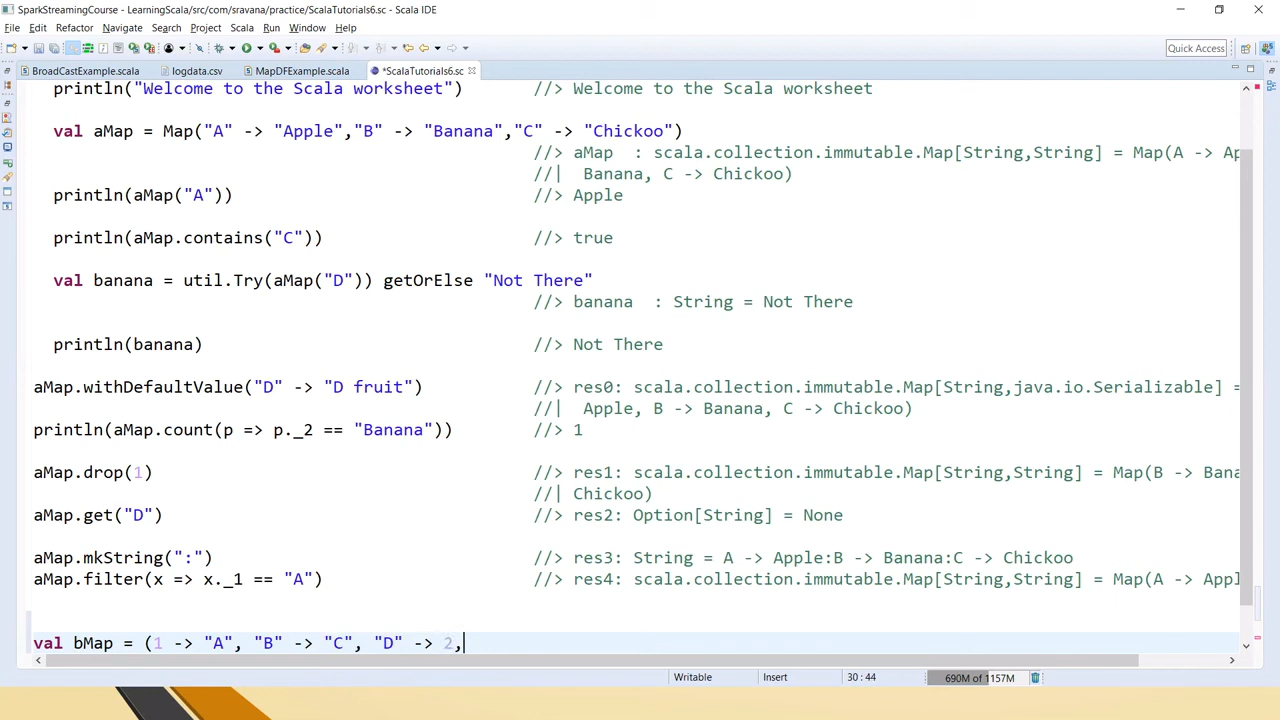 SparkStreamingCourse - LearningScala/src/com/sravana/practice/ScalaTutorials6.sc - Scala IDE
File Edit Refactor Navigate Search Project Scala Run Window Help
Quick Access
BroadCastExample.scala logdata.csv MapDFExample.scala *ScalaTutorials6.sc
println("Welcome to the Scala worksheet") //> Welcome to the Scala worksheet
val aMap = Map("A" -> "Apple","B" -> "Banana","C" -> "Chickoo")
//> aMap  : scala.collection.immutable.Map[String,String] = Map(A -> Ap
//| Banana, C -> Chickoo)
println(aMap("A")) //> Apple
println(aMap.contains("C")) //> true
val banana = util.Try(aMap("D")) getOrElse "Not There"
//> banana  : String = Not There
println(banana) //> Not There
aMap.withDefaultValue("D" -> "D fruit") //> res0: scala.collection.immutable.Map[String,java.io.Serializable] =
//| Apple, B -> Banana, C -> Chickoo)
println(aMap.count(p => p._2 == "Banana")) //> 1
aMap.drop(1) //> res1: scala.collection.immutable.Map[String,String] = Map(B -> Bana
//| Chickoo)
aMap.get("D") //> res2: Option[String] = None
aMap.mkString(":") //> res3: String = A -> Apple:B -> Banana:C -> Chickoo
aMap.filter(x => x._1 == "A") //> res4: scala.collection.immutable.Map[String,String] = Map(A -> Appl
val bMap = (1 -> "A", "B" -> "C", "D" -> 2,
Writable Insert 30 : 44 690M of 1157M